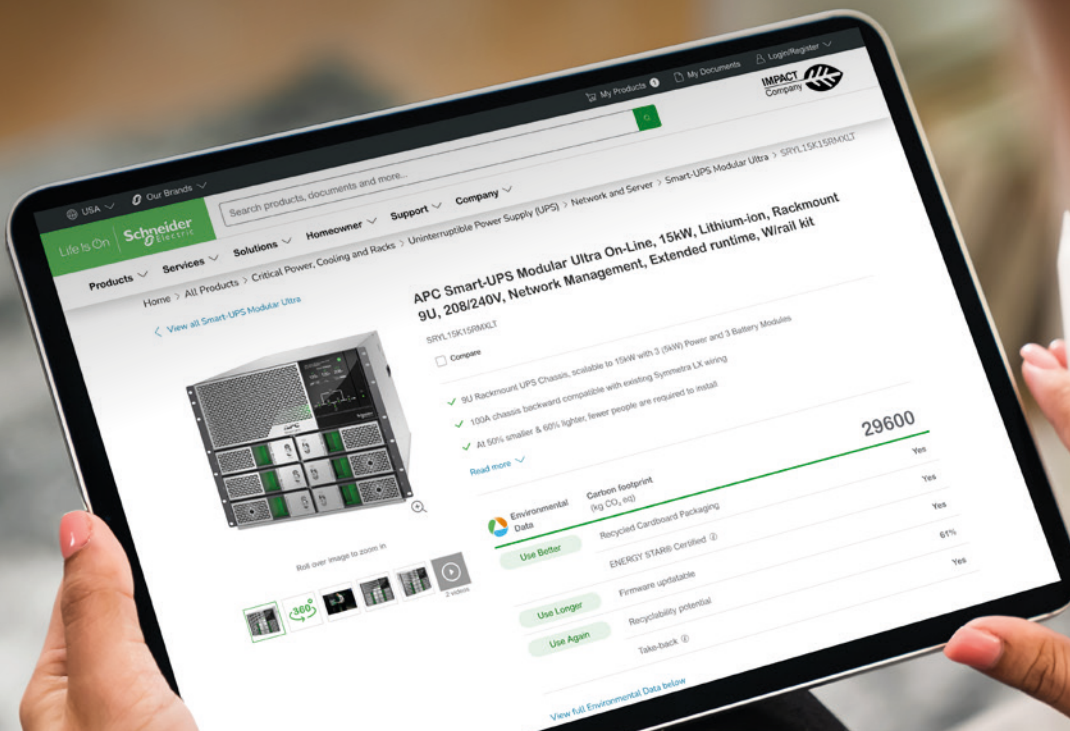 USA
Our Brands
My Products 1
My Documents
Login/Register
Life Is On
Schneider
Electric
Search products, documents and more...
IMPACT
Company
Products
Services
Solutions
Homeowner
Support
Company
Home > All Products > Critical Power, Cooling and Racks > Uninterruptible Power Supply (UPS) > Network and Server > Smart-UPS Modular Ultra > SRYL15K15RMXLT
View all Smart-UPS Modular Ultra
APC Smart-UPS Modular Ultra On-Line, 15kW, Lithium-ion, Rackmount
9U, 208/240V, Network Management, Extended runtime, W/rail kit
SRYL15K15RMXLT
Compare
9U Rackmount UPS Chassis, scalable to 15kW with 3 (5kW) Power and 3 Battery Modules
100A chassis backward compatible with existing Symmetra LX wiring
At 50% smaller & 60% lighter, fewer people are required to install
Read more
Roll over image to zoom in
360°
2 videos
Environmental
Data
Carbon footprint
(kg CO₂ eq)
29600
Use Better
Recycled Cardboard Packaging
Yes
ENERGY STAR® Certified
Yes
Use Longer
Firmware updatable
Yes
Use Again
Recyclability potential
61%
Take-back
Yes
View full Environmental Data below